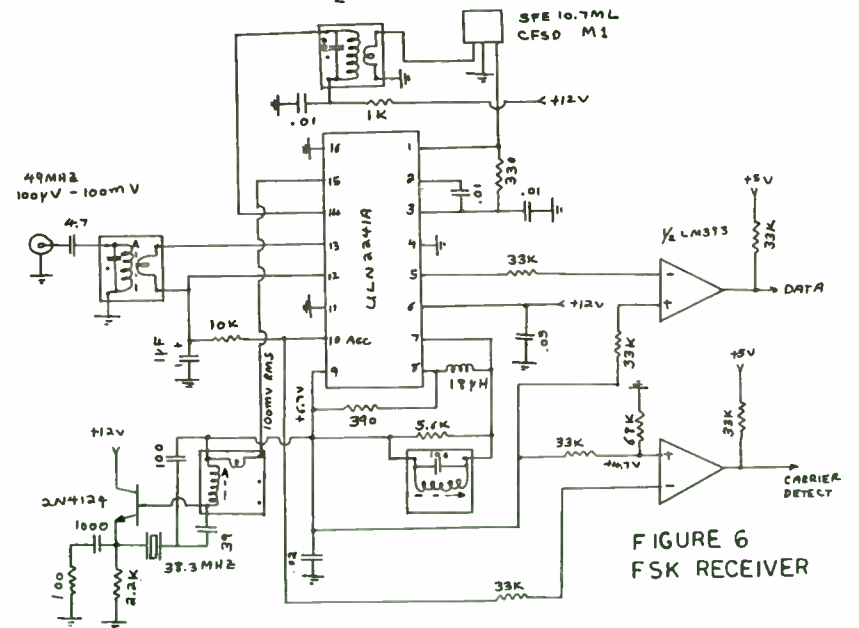 SFE 10.7ML
CFSD M1
.01
1K
+12V
49MHZ
100µV - 100mV
4.7
16
15
14
13
12
11
10 AGC
9
1
2
3
4
5
6
7
8
ULN2241A
330
.01
.01
+5V
1/2 LM393
33K
33K
DATA
+12V
.05
33K
10K
1µF
+
100MV RMS
+6.7V
18µH
390
5.6K
+5V
33K
68K
33K
+4.7V
CARRIER
DETECT
+12V
100
2N4124
1000
39
38.3MHZ
100
2.2K
.02
33K
FIGURE 6
FSK RECEIVER